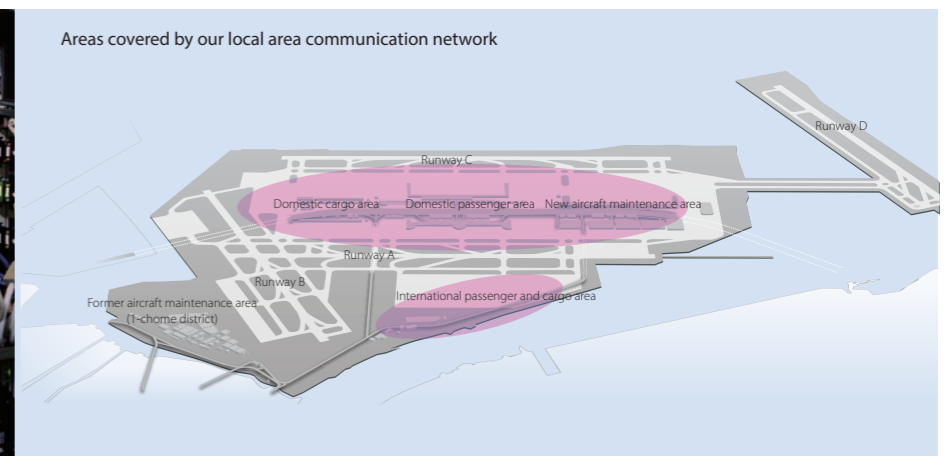 Areas covered by our local area communication network
Runway D
Runway C
Domestic cargo area
Domestic passenger area
New aircraft maintenance area
Runway A
Runway B
International passenger and cargo area
Former aircraft maintenance area
(1-chome district)